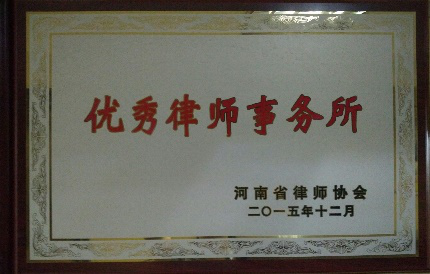 优秀律师事务所
河南省律师协会
二〇一五年十二月